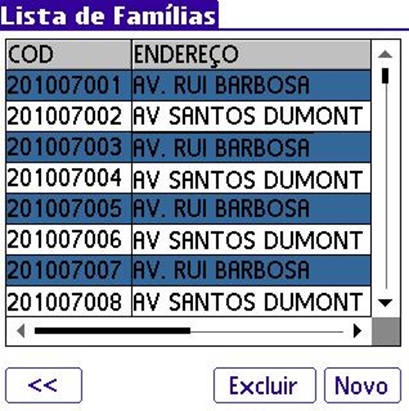 Lista de Famílias
COD ENDEREÇO
201007001 AV. RUI BARBOSA
201007002 AV SANTOS DUMONT
201007003 AV. RUI BARBOSA
201007004 AV SANTOS DUMONT
201007005 AV. RUI BARBOSA
201007006 AV SANTOS DUMONT
201007007 AV. RUI BARBOSA
201007008 AV SANTOS DUMONT
<< Excluir Novo